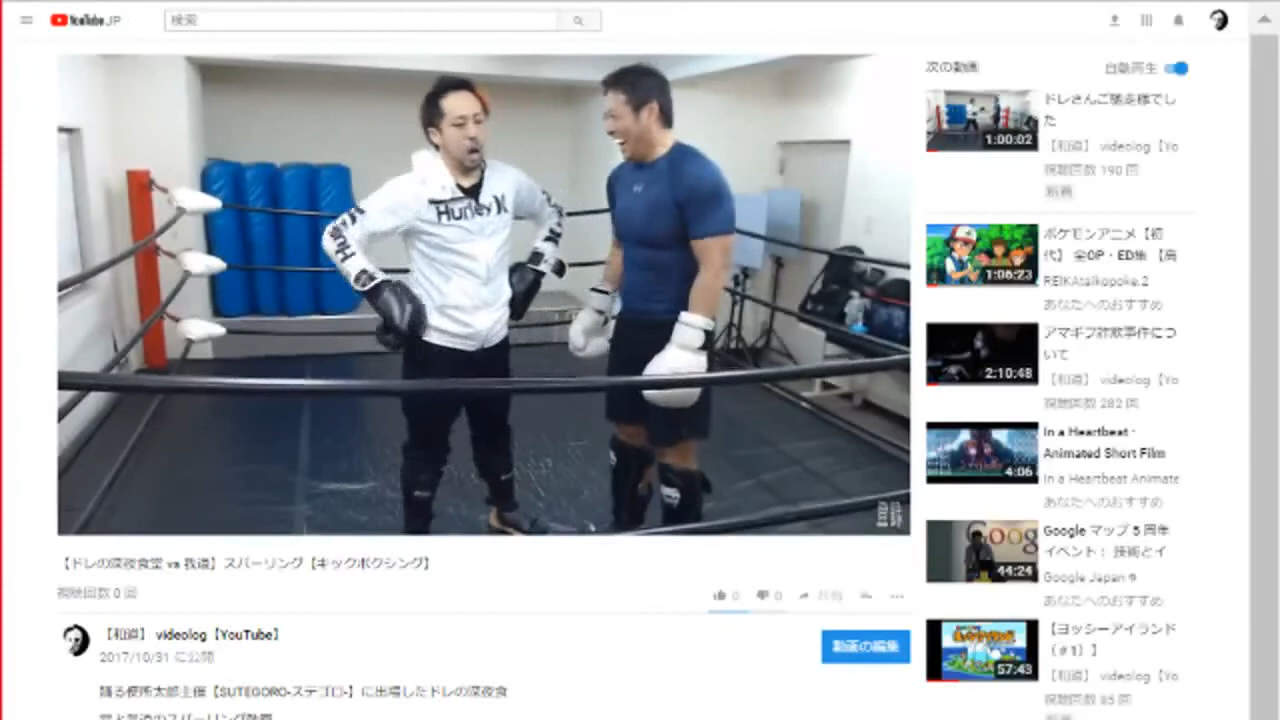 YouTube JP
検索
次の動画
自動再生
ドレさんご馳走様でし
た
1:00:02
【和道】 videolog【Yo
視聴回数 190 回
新着
ポケモンアニメ【初
代】 全OP・ED集 【高
1:06:23
あなたへのおすすめ
アマギフ詐欺事件につ
いて
2:10:48
【和道】 videolog【Yo
視聴回数 282 回
In a Heartbeat -
Animated Short Film
4:06
In a Heartbeat Animate
あなたへのおすすめ
Google マップ 5 周年
イベント: 技術とイ
44:24
Google Japan
あなたへのおすすめ
【ヨッシーアイランド
(#1)】
57:43
【和道】 videolog【Yo
視聴回数 85 回
Hurley
【ドレの深夜食堂 vs 我道】スパーリング【キックボクシング】
視聴回数 0 回
0
0
共有
【和道】 videolog【YouTube】
2017/10/31 に公開
動画の編集
踊る便所太郎主催【SUTEGORO-ステゴロ-】に出場したドレの深夜食